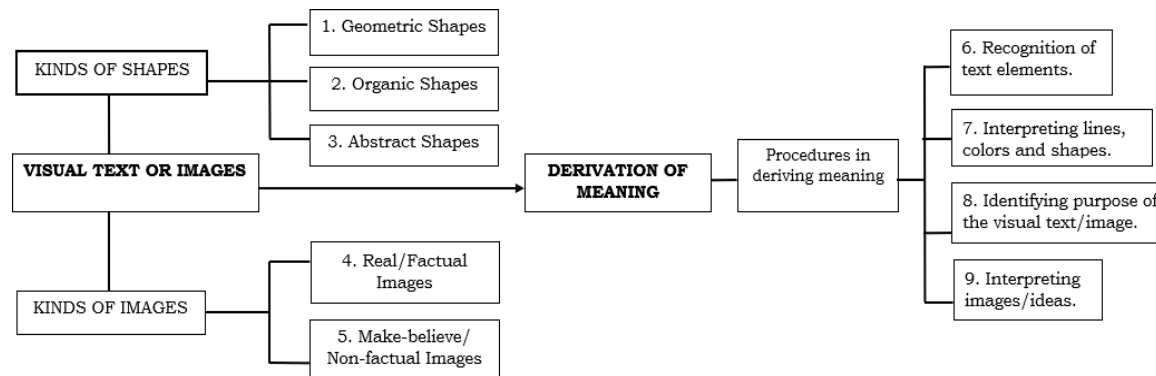 KINDS OF SHAPES
1. Geometric Shapes
2. Organic Shapes
3. Abstract Shapes
VISUAL TEXT OR IMAGES
KINDS OF IMAGES
4. Real/Factual
Images
5. Make-believe/
Non-factual Images
DERIVATION OF
MEANING
Procedures in
deriving meaning
6. Recognition of
text elements.
7. Interpreting lines,
colors and shapes.
8. Identifying purpose of
the visual text/image.
9. Interpreting
images/ideas.